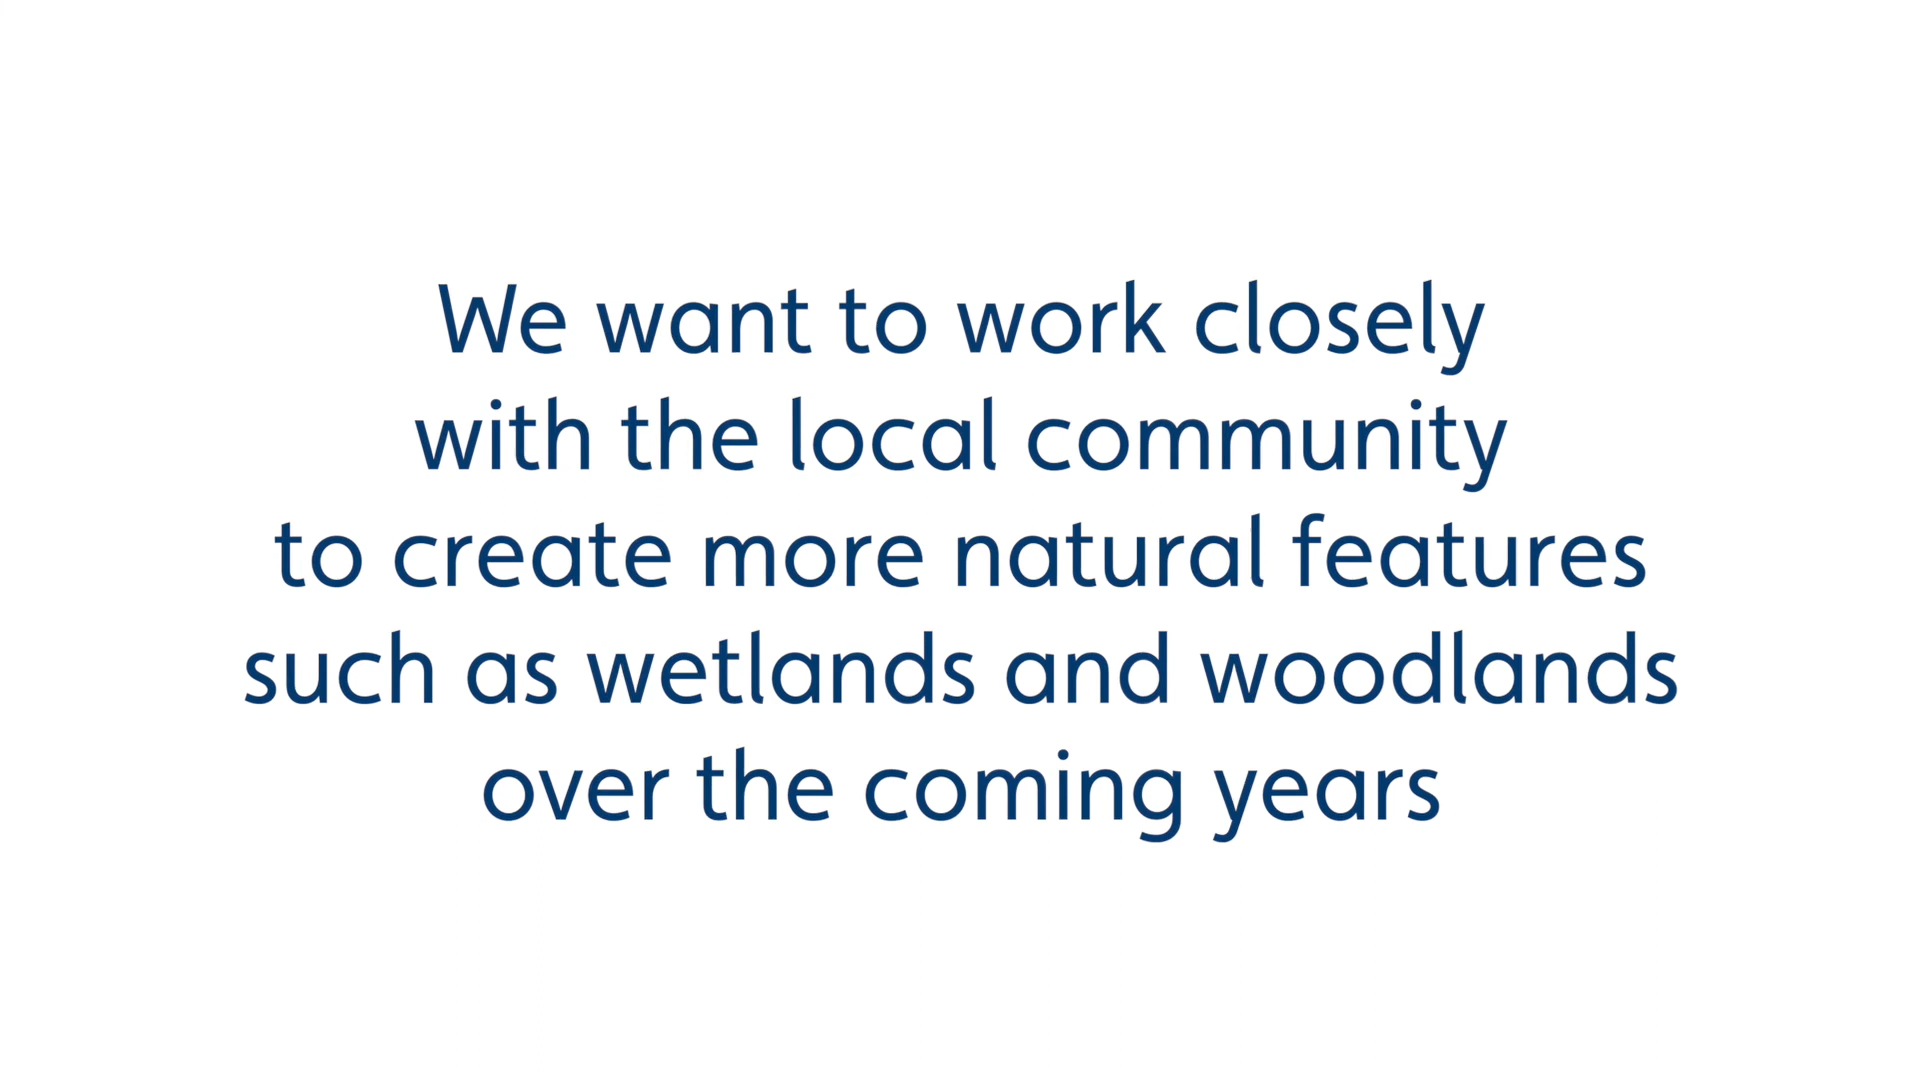 We want to work closely
with the local community
to create more natural features
such as wetlands and woodlands
over the coming years